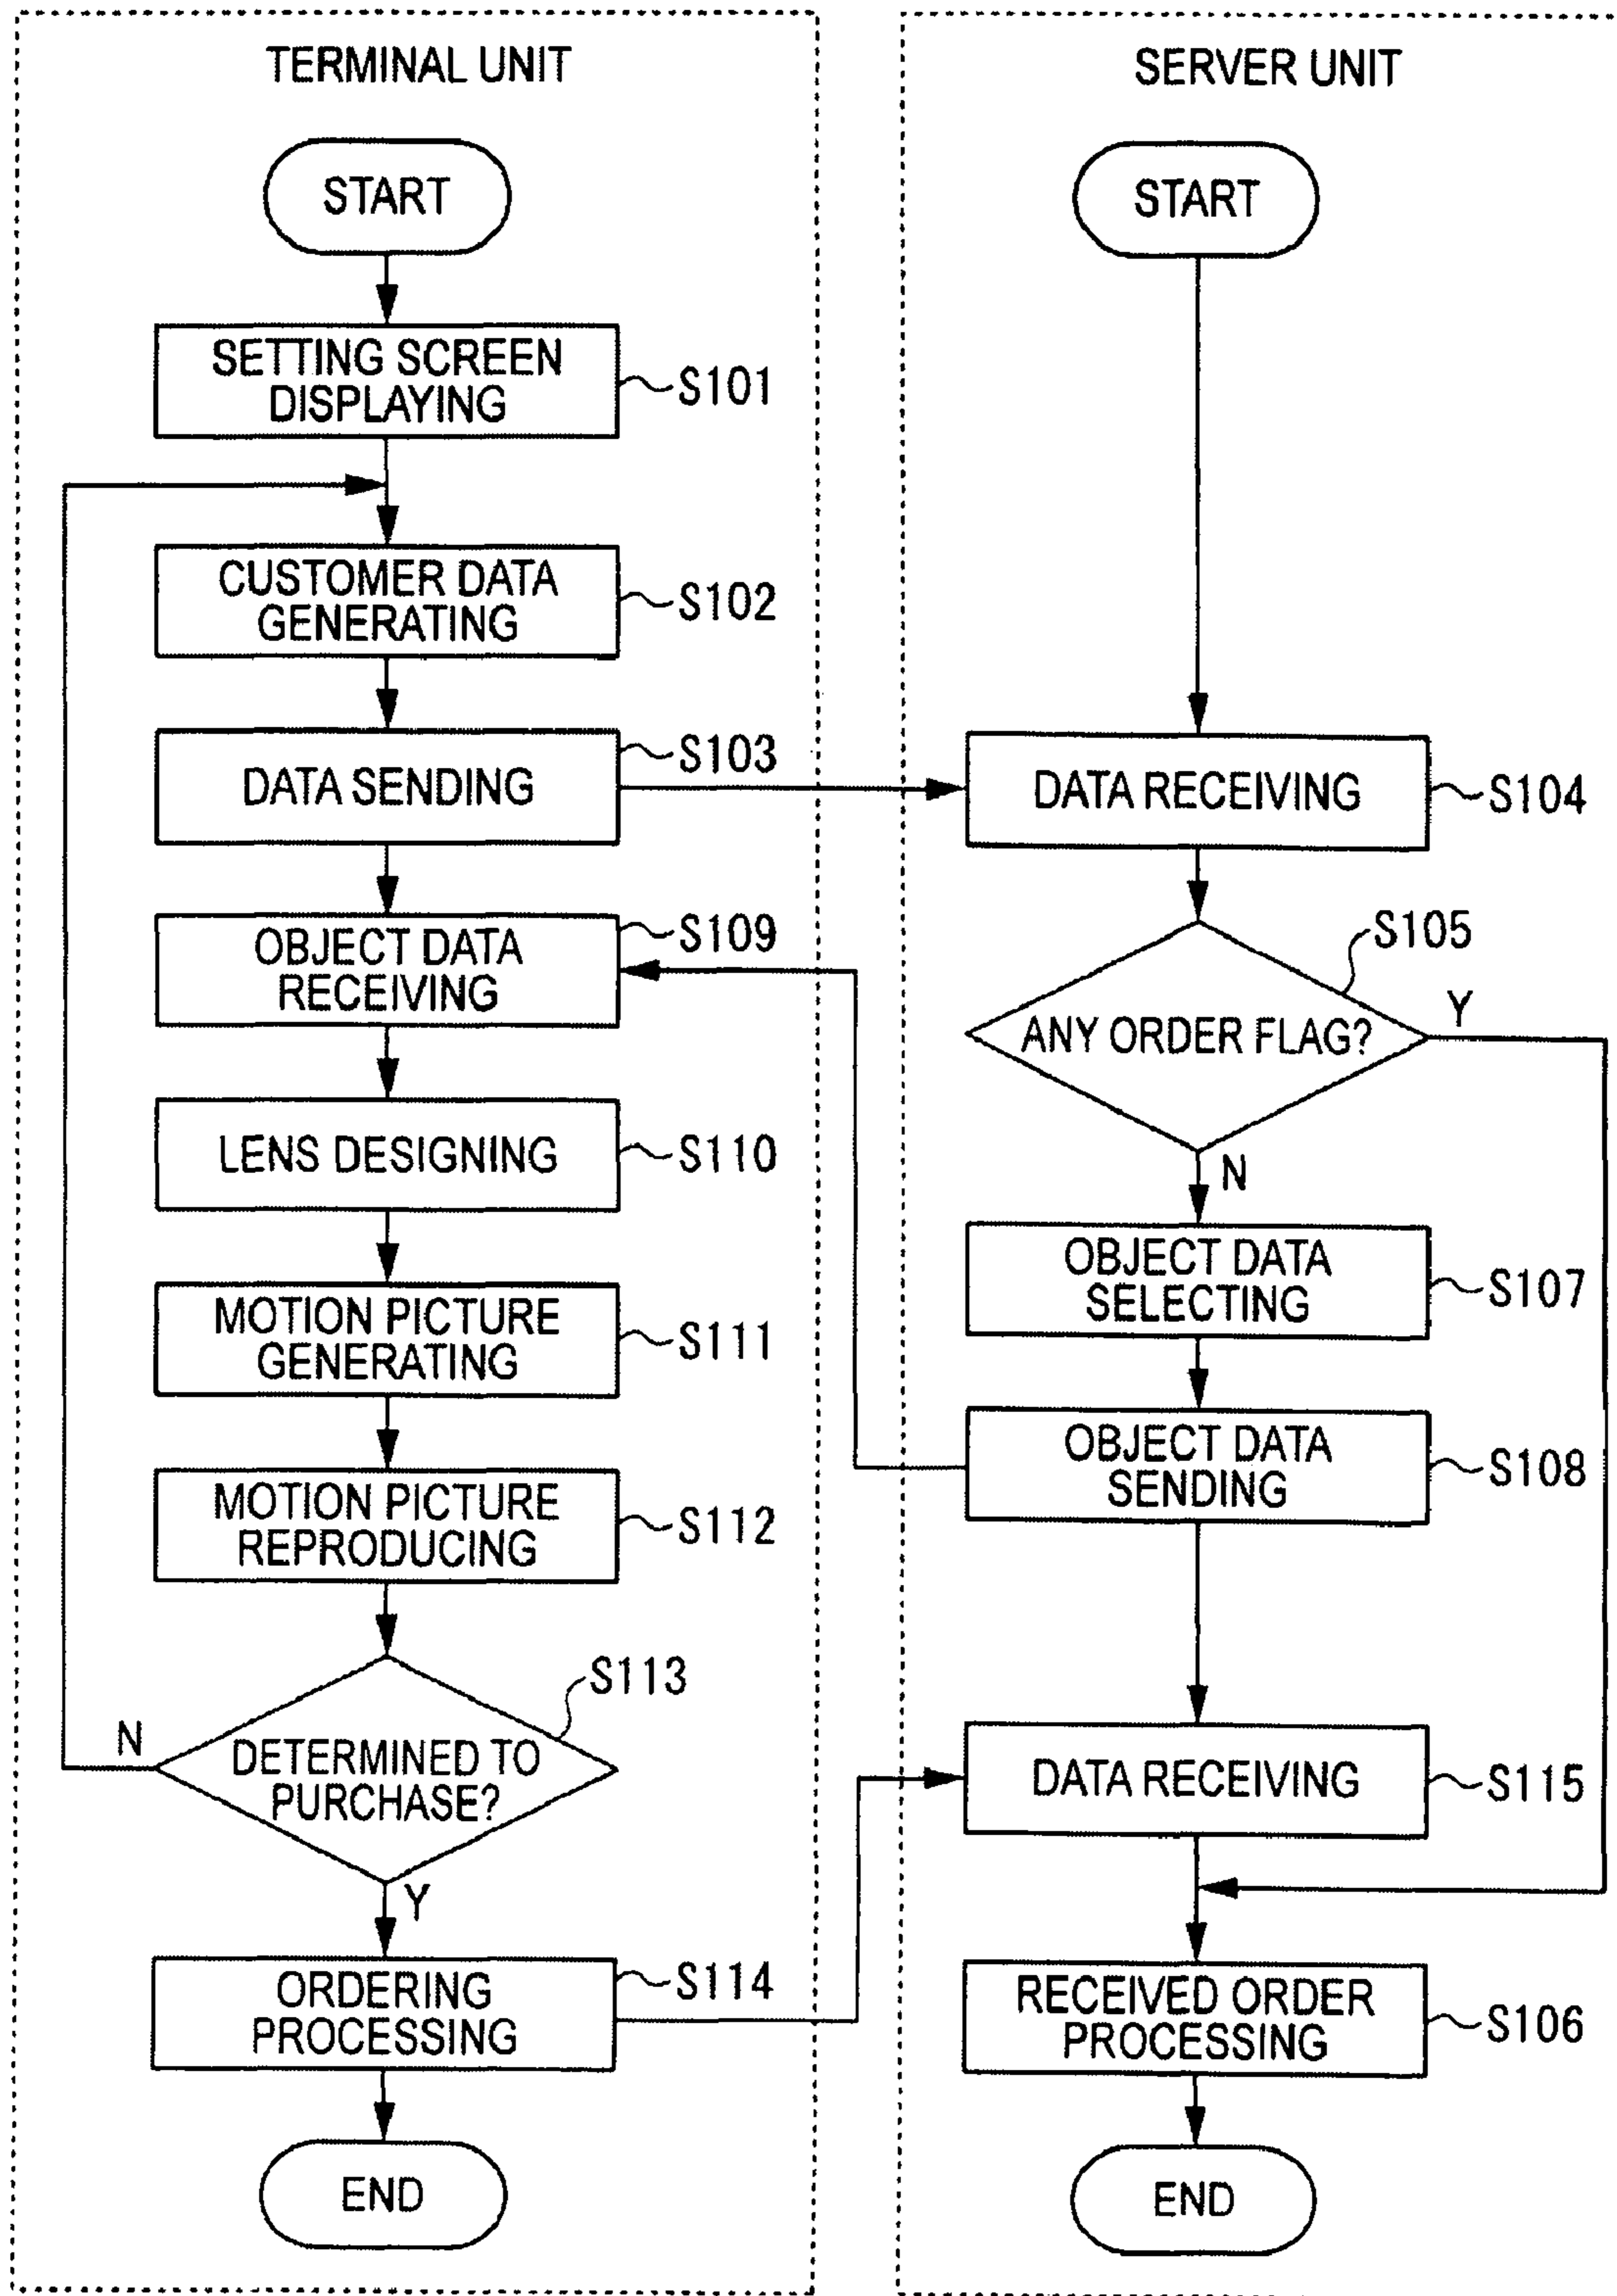 TERMINAL UNIT
START
SETTING SCREEN
DISPLAYING
S101
CUSTOMER DATA
GENERATING
S102
DATA SENDING
S103
OBJECT DATA
RECEIVING
S109
LENS DESIGNING
S110
MOTION PICTURE
GENERATING
S111
MOTION PICTURE
REPRODUCING
S112
S113
N
DETERMINED TO
PURCHASE?
Y
ORDERING
PROCESSING
S114
END
SERVER UNIT
START
DATA RECEIVING
S104
S105
ANY ORDER FLAG?
Y
N
OBJECT DATA
SELECTING
S107
OBJECT DATA
SENDING
S108
DATA RECEIVING
S115
RECEIVED ORDER
PROCESSING
S106
END